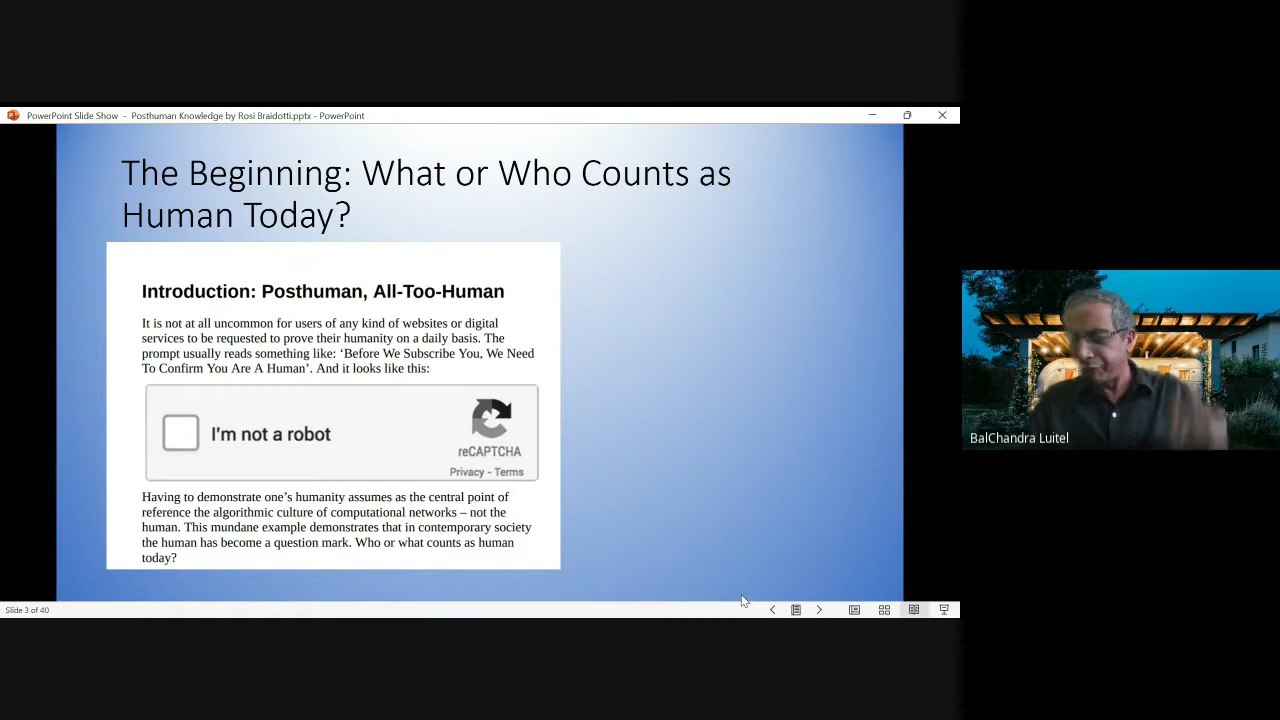 PowerPoint Slide Show - Posthuman Knowledge by Rosi Braidotti.pptx - PowerPoint
The Beginning: What or Who Counts as
Human Today?
Introduction: Posthuman, All-Too-Human
It is not at all uncommon for users of any kind of websites or digital
services to be requested to prove their humanity on a daily basis. The
prompt usually reads something like: ‘Before We Subscribe You, We Need
To Confirm You Are A Human’. And it looks like this:
I'm not a robot
reCAPTCHA
Privacy - Terms
Having to demonstrate one’s humanity assumes as the central point of
reference the algorithmic culture of computational networks – not the
human. This mundane example demonstrates that in contemporary society
the human has become a question mark. Who or what counts as human
today?
BalChandra Luitel
Slide 3 of 40